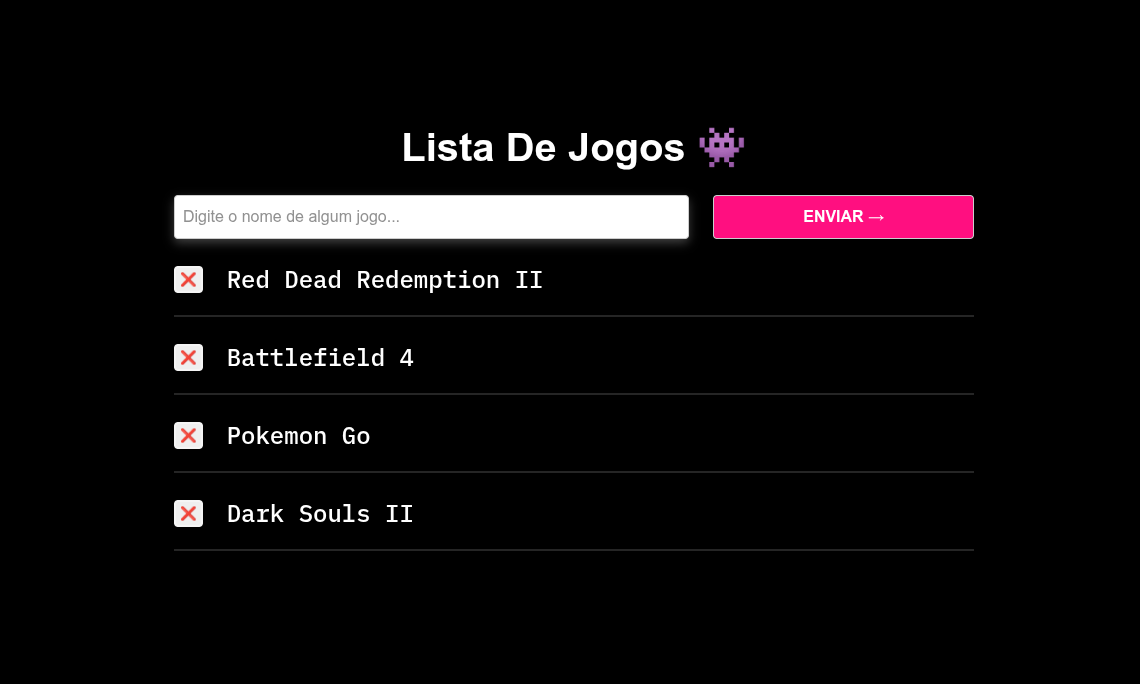 Lista De Jogos 👾
Digite o nome de algum jogo...
ENVIAR →
❌ Red Dead Redemption II
❌ Battlefield 4
❌ Pokemon Go
❌ Dark Souls II